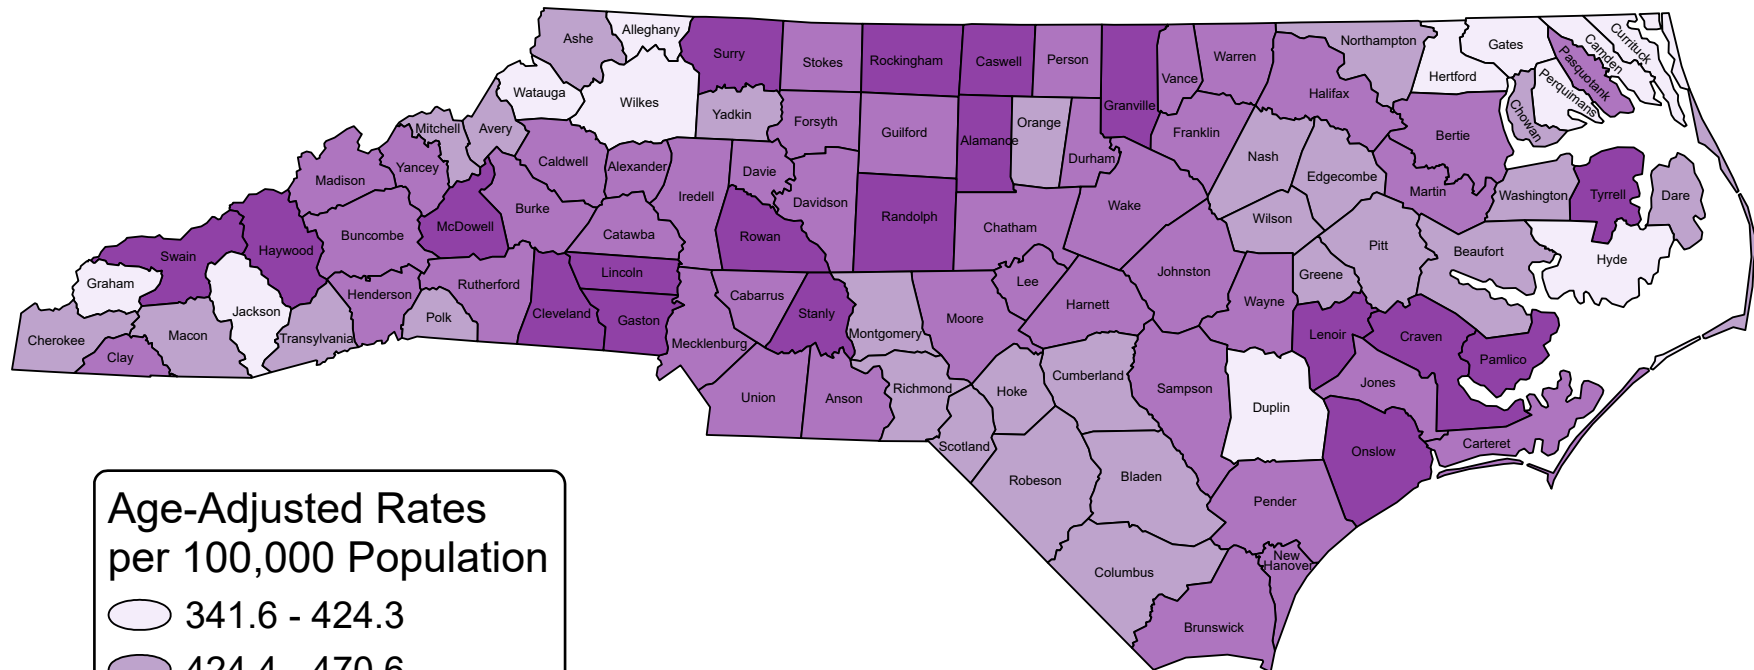 Alleghany
Ashe
Surry
Stokes
Rockingham
Caswell
Person
Vance
Warren
Northampton
Gates
Camden
Currituck
Hertford
Pasquotank
Perquimans
Chowan
Watauga
Wilkes
Yadkin
Granville
Halifax
Mitchell
Avery
Forsyth
Guilford
Alamance
Orange
Franklin
Bertie
Caldwell
Alexander
Davie
Durham
Nash
Edgecombe
Yancey
Madison
Iredell
Martin
Washington
Tyrrell
Dare
McDowell
Burke
Davidson
Randolph
Wake
Wilson
Buncombe
Catawba
Rowan
Chatham
Pitt
Beaufort
Haywood
Swain
Hyde
Graham
Lincoln
Johnston
Greene
Henderson
Rutherford
Cabarrus
Lee
Harnett
Wayne
Jackson
Polk
Cleveland
Gaston
Stanly
Moore
Cherokee
Macon
Transylvania
Mecklenburg
Montgomery
Lenoir
Craven
Clay
Pamlico
Union
Anson
Richmond
Hoke
Cumberland
Sampson
Duplin
Jones
Scotland
Onslow
Carteret
Robeson
Bladen
Pender
Columbus
New
Hanover
Brunswick
Age-Adjusted Rates
per 100,000 Population
341.6 - 424.3
424.4 - 470.6